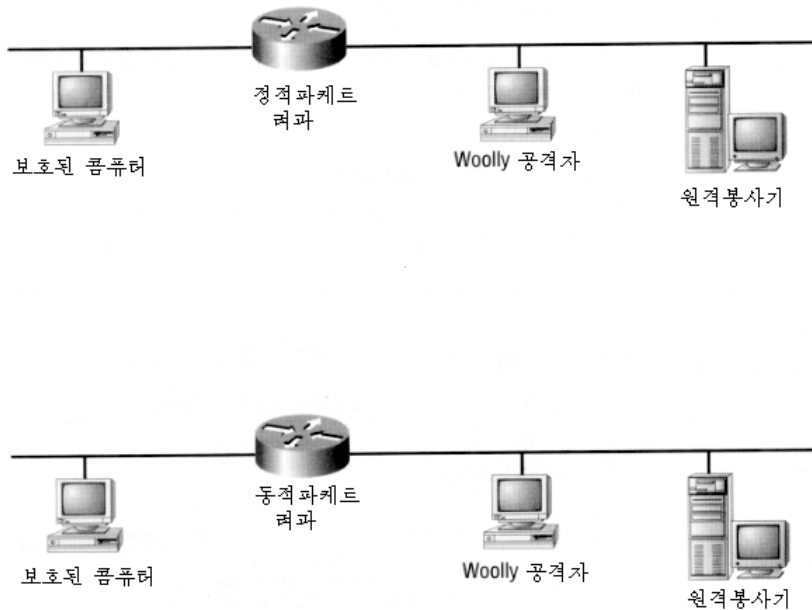 정적파케트
려과
보호된 콤퓨터
Woolly 공격자
원격봉사기
동적파케트
려과
보호된 콤퓨터
Woolly 공격자
원격봉사기